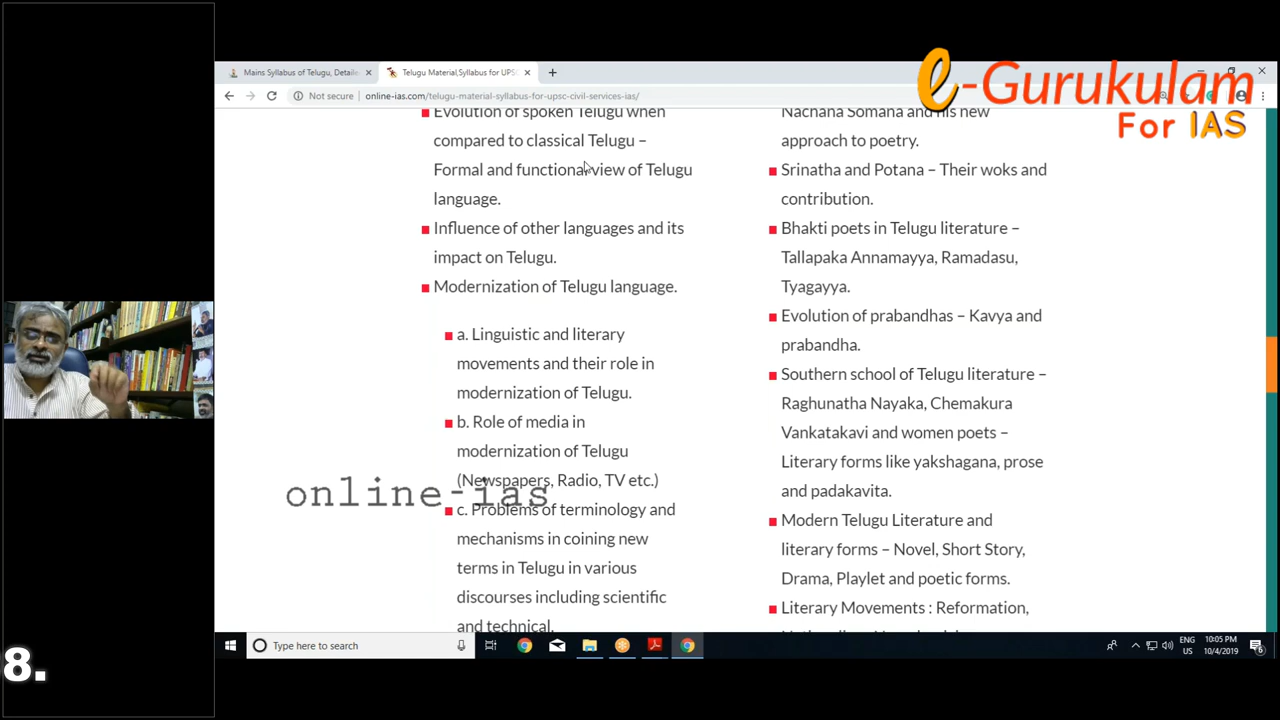 e-Gurukulam
For IAS
Mains Syllabus of Telugu, Detaile
Telugu Material,Syllabus for UPSC
Not secure
online-ias.com/telugu-material-syllabus-for-upsc-civil-services-ias/
Evolution of spoken Telugu when
compared to classical Telugu –
Formal and functional view of Telugu
language.
Influence of other languages and its
impact on Telugu.
Modernization of Telugu language.
a. Linguistic and literary
movements and their role in
modernization of Telugu.
b. Role of media in
modernization of Telugu
(Newspapers, Radio, TV etc.)
c. Problems of terminology and
mechanisms in coining new
terms in Telugu in various
discourses including scientific
and technical.
Nachana Somana and his new
approach to poetry.
Srinatha and Potana – Their woks and
contribution.
Bhakti poets in Telugu literature –
Tallapaka Annamayya, Ramadasu,
Tyagayya.
Evolution of prabandhas – Kavya and
prabandha.
Southern school of Telugu literature –
Raghunatha Nayaka, Chemakura
Vankatakavi and women poets –
Literary forms like yakshagana, prose
and padakavita.
Modern Telugu Literature and
literary forms – Novel, Short Story,
Drama, Playlet and poetic forms.
Literary Movements : Reformation,
online-ias
Type here to search
ENG
US
10:05 PM
10/4/2019
8.